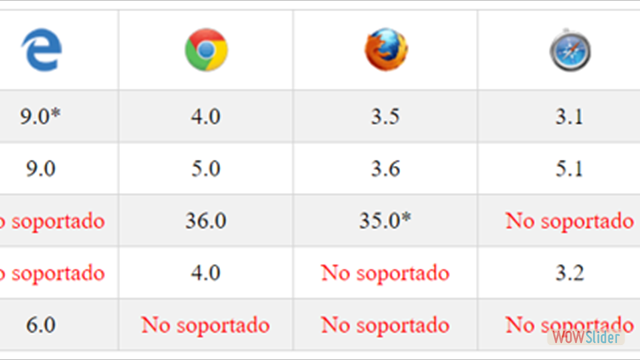 9.0* 4.0 3.5 3.1
9.0 5.0 3.6 5.1
soportado 36.0 35.0* No soportado
soportado 4.0 No soportado 3.2
6.0 No soportado No soportado No soportado
WOWSlider